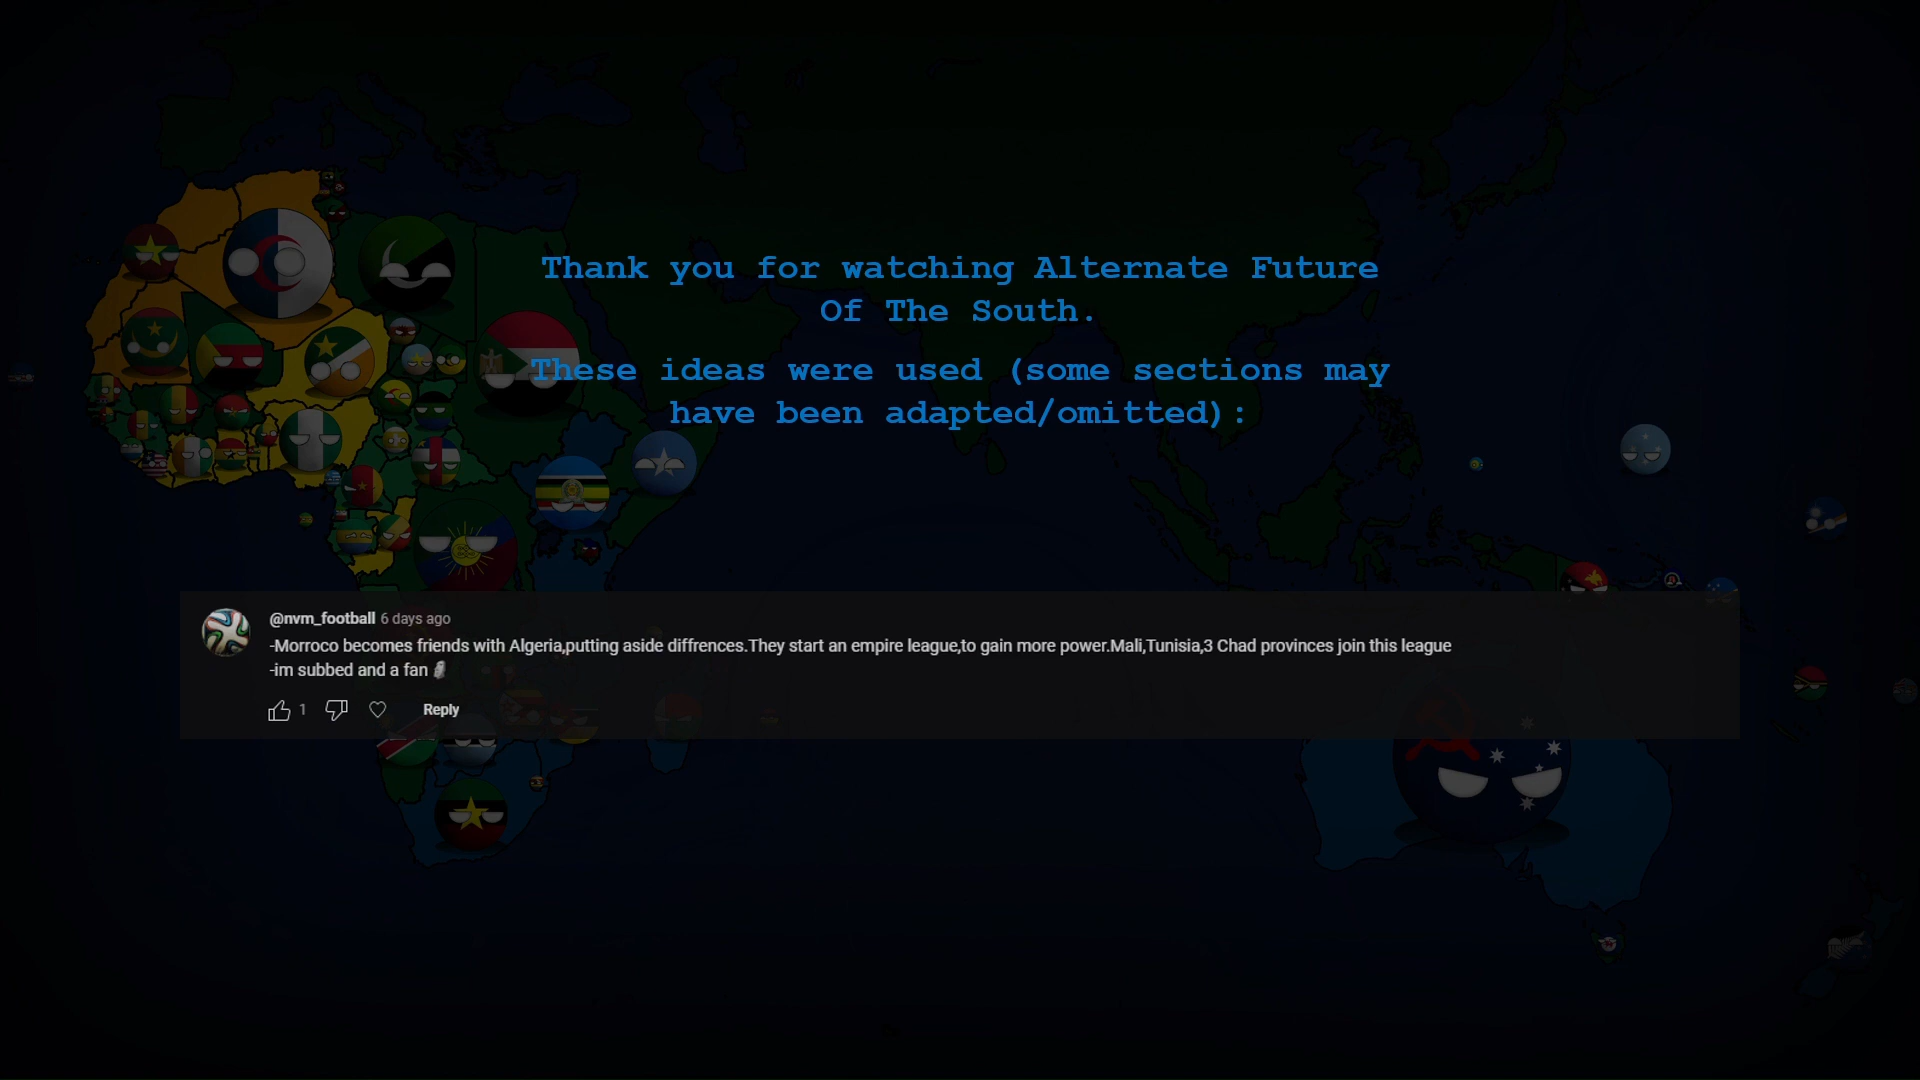 Thank you for watching Alternate Future
Of The South.
These ideas were used (some sections may
have been adapted/omitted):
@nvm_football 6 days ago
-Morroco becomes friends with Algeria,putting aside diffrences.They start an empire league,to gain more power.Mali,Tunisia,3 Chad provinces join this league
-im subbed and a fan 🗿
1
Reply